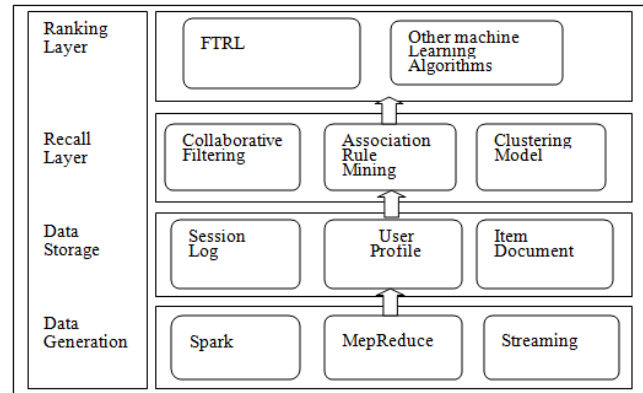 Ranking
Layer
FTRL
Other machine
Learning
Algorithms
Recall
Layer
Collaborative
Filtering
Association
Rule
Mining
Clustering
Model
Data
Storage
Session
Log
User
Profile
Item
Document
Data
Generation
Spark
MepReduce
Streaming